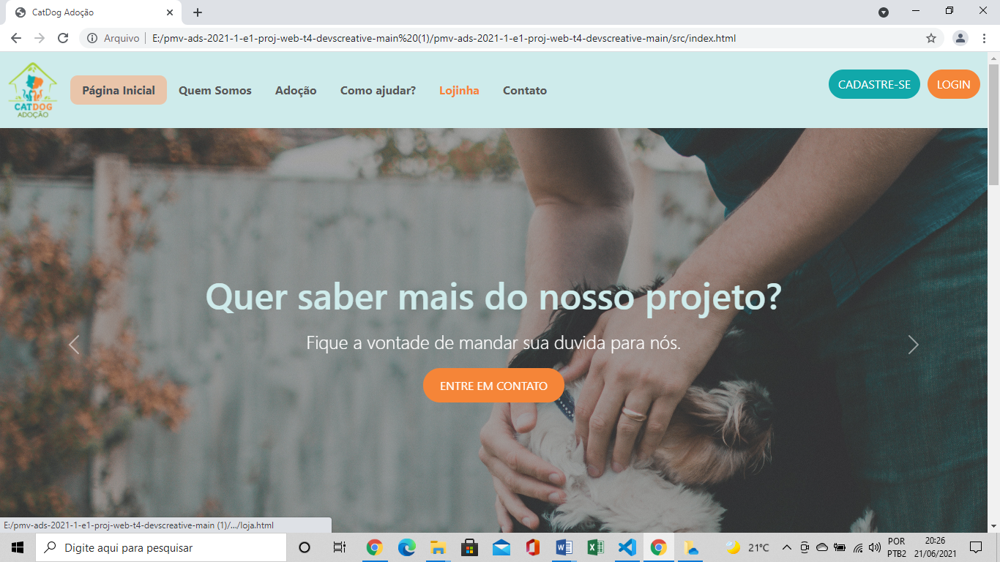 CatDog Adoção
Arquivo | E:/pmv-ads-2021-1-e1-proj-web-t4-devscreative-main%20(1)/pmv-ads-2021-1-e1-proj-web-t4-devscreative-main/src/index.html
CATDOG
ADOÇÃO
Página Inicial Quem Somos Adoção Como ajudar? Lojinha Contato
CADASTRE-SE LOGIN
Quer saber mais do nosso projeto?
Fique a vontade de mandar sua duvida para nós.
ENTRE EM CONTATO
E:/pmv-ads-2021-1-e1-proj-web-t4-devscreative-main (1)/.../loja.html
Digite aqui para pesquisar
21°C
POR
PTB2
20:26
21/06/2021